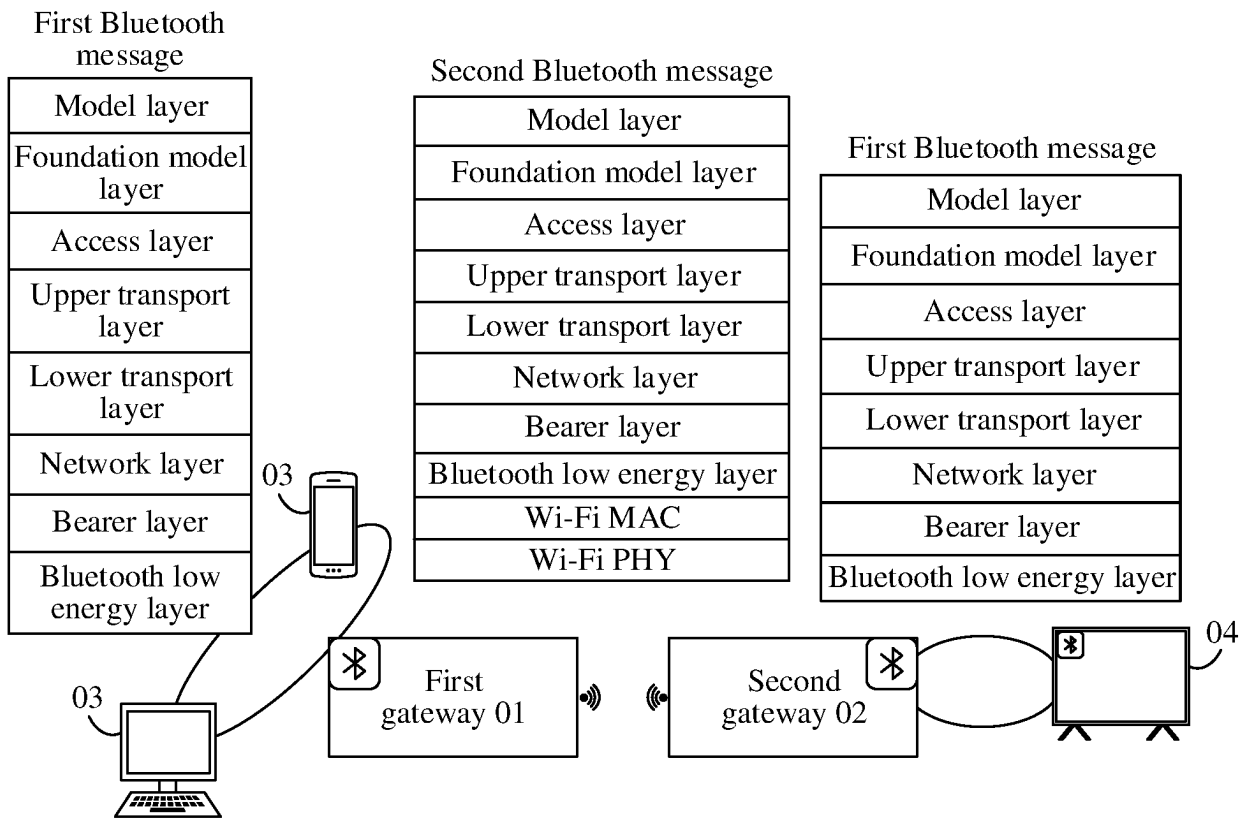 First Bluetooth
message
Model layer
Foundation model
layer
Access layer
Upper transport
layer
Lower transport
layer
Network layer
Bearer layer
Bluetooth low
energy layer
Second Bluetooth message
Model layer
Foundation model layer
Access layer
Upper transport layer
Lower transport layer
Network layer
Bearer layer
Bluetooth low energy layer
Wi-Fi MAC
Wi-Fi PHY
First Bluetooth message
Model layer
Foundation model layer
Access layer
Upper transport layer
Lower transport layer
Network layer
Bearer layer
Bluetooth low energy layer
03
03
First
gateway 01
Second
gateway 02
04